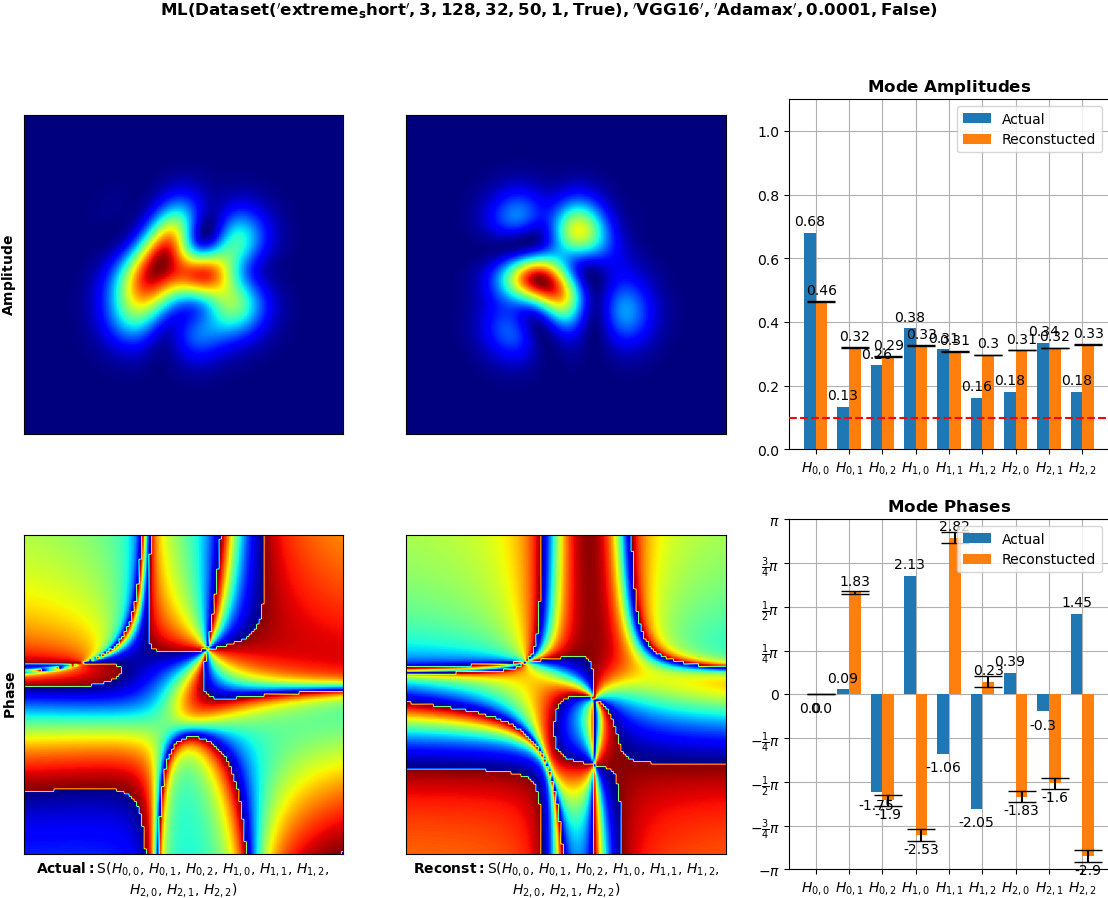 ML(Dataset('extreme_short', 3, 128, 32, 50, 1, True), 'VGG16', 'Adamax', 0.0001, False)
Amplitude
Mode Amplitudes
Actual
Reconstucted
1.0
0.8
0.6
0.4
0.2
0.0
0.68
0.46
0.13
0.32
0.26
0.29
0.38
0.33
0.31
0.31
0.16
0.3
0.18
0.31
0.34
0.32
0.18
0.33
H0,0 H0,1 H0,2 H1,0 H1,1 H1,2 H2,0 H2,1 H2,2
Phase
Mode Phases
Actual
Reconstucted
π
3/4π
1/2π
1/4π
0
−1/4π
−1/2π
−3/4π
−π
0.0
0.0
0.09
1.83
-1.75
-1.9
2.13
-2.53
-1.06
2.82
-2.05
0.23
0.39
-1.83
-0.3
-1.6
1.45
-2.9
H0,0 H0,1 H0,2 H1,0 H1,1 H1,2 H2,0 H2,1 H2,2
Actual: S(H0,0, H0,1, H0,2, H1,0, H1,1, H1,2,
H2,0, H2,1, H2,2)
Reconst: S(H0,0, H0,1, H0,2, H1,0, H1,1, H1,2,
H2,0, H2,1, H2,2)